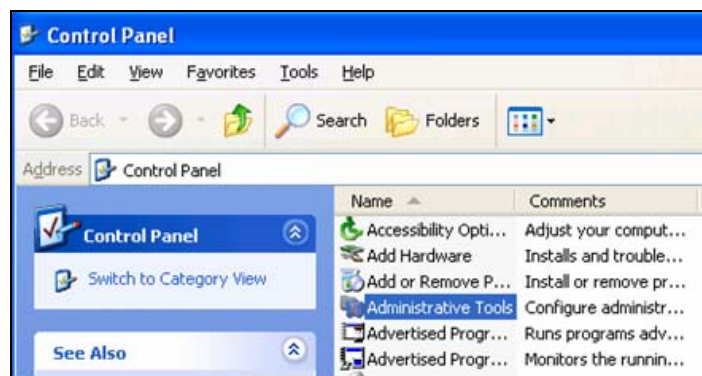 Control Panel
File Edit View Favorites Tools Help
Back Search Folders
Address Control Panel
Name Comments
Control Panel
Switch to Category View
See Also
Accessibility Opti... Adjust your comput...
Add Hardware Installs and trouble...
Add or Remove P... Install or remove pr...
Administrative Tools Configure administr...
Advertised Progr... Runs programs adv...
Advertised Progr... Monitors the runnin...